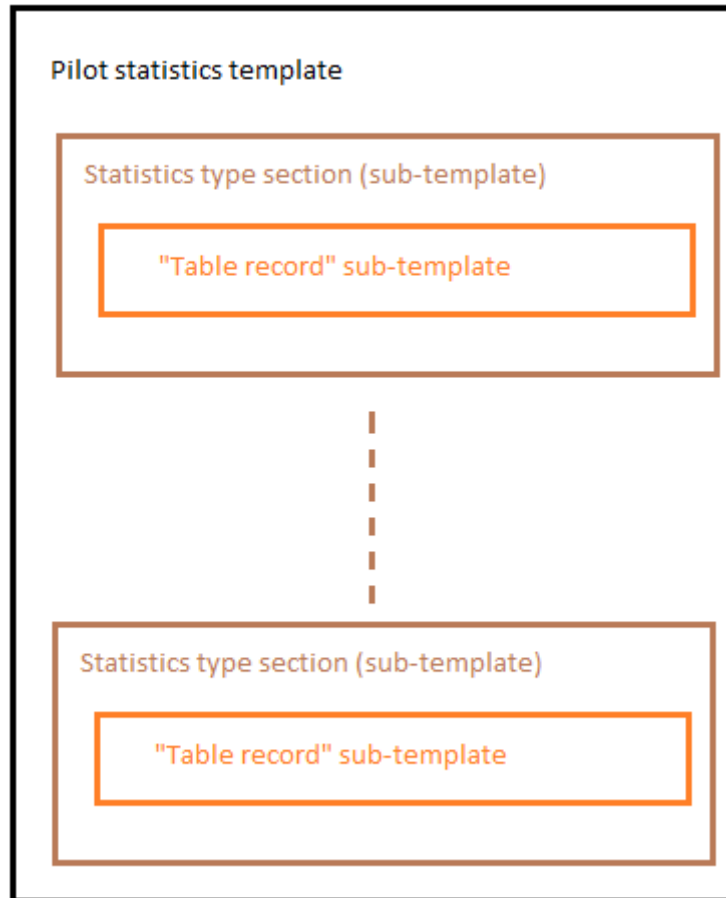 Pilot statistics template
Statistics type section (sub-template)
"Table record" sub-template
Statistics type section (sub-template)
"Table record" sub-template